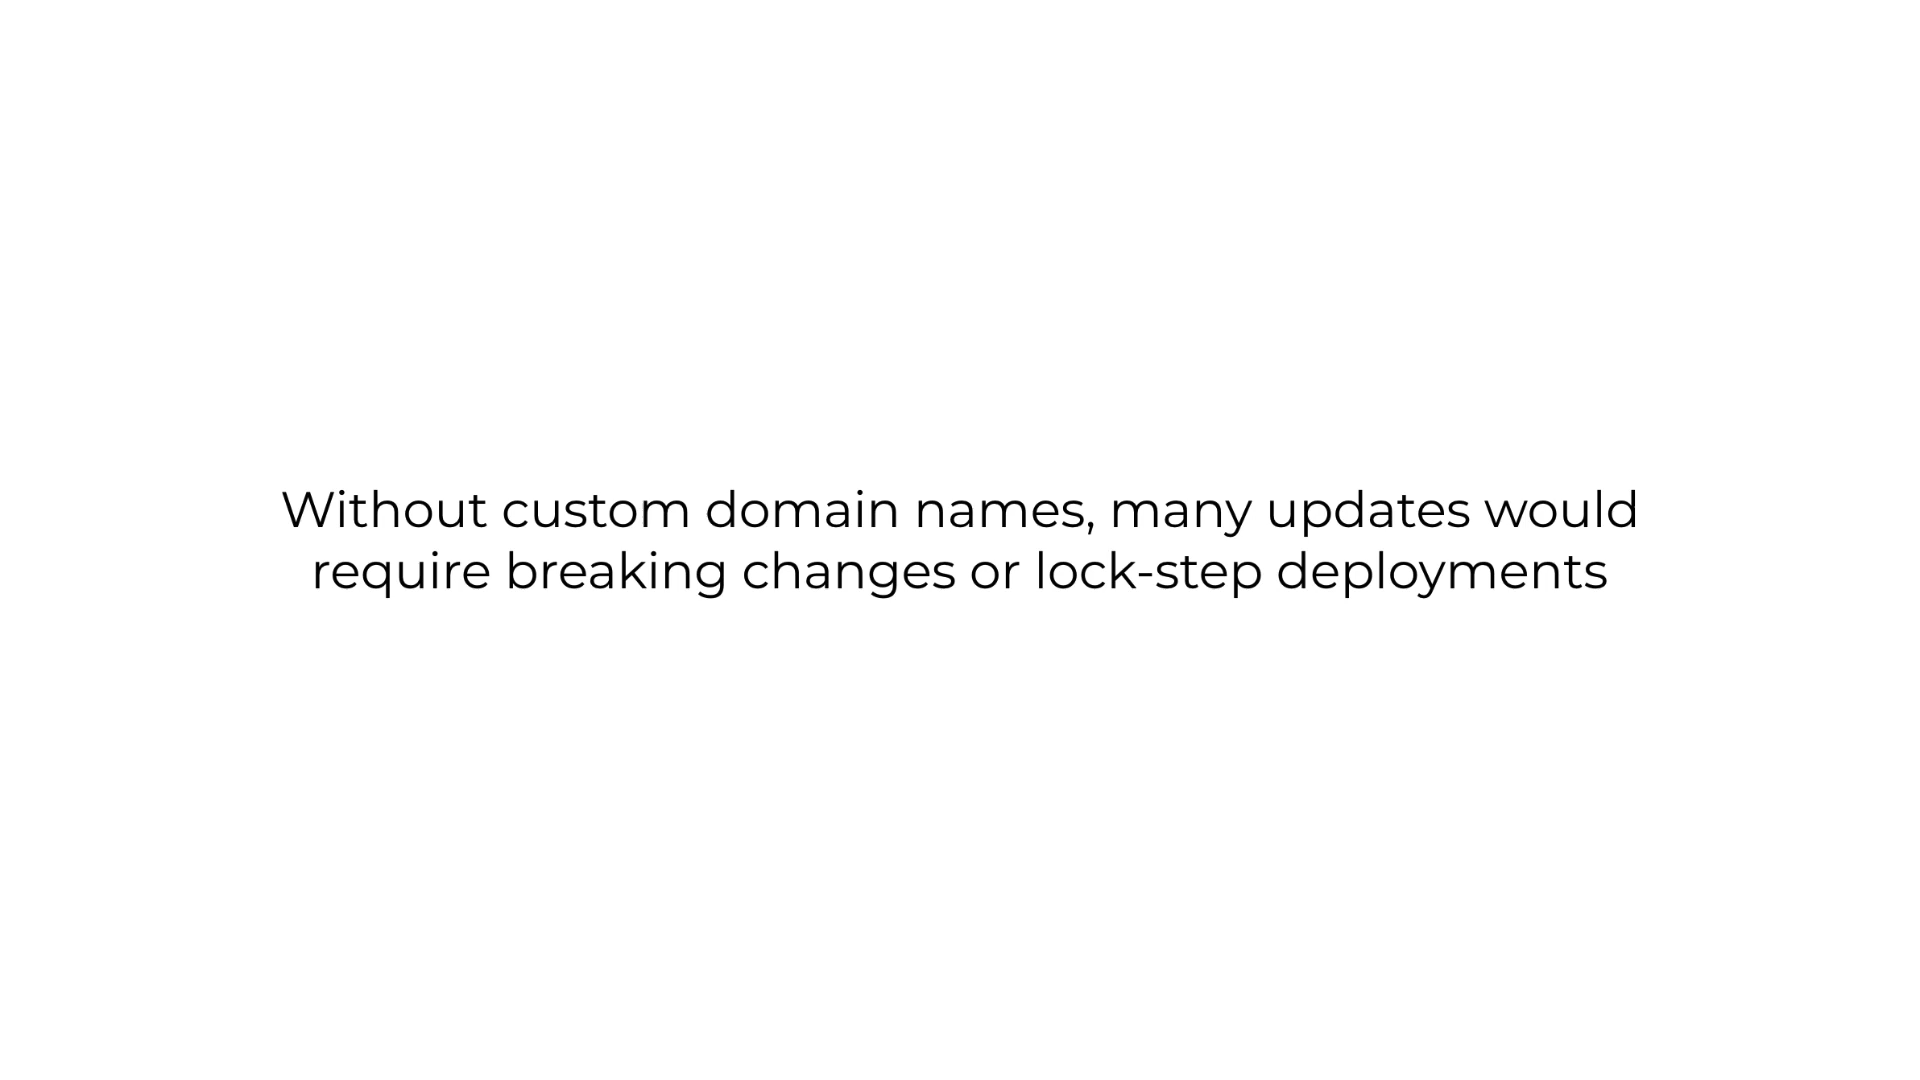 Without custom domain names, many updates would
require breaking changes or lock-step deployments